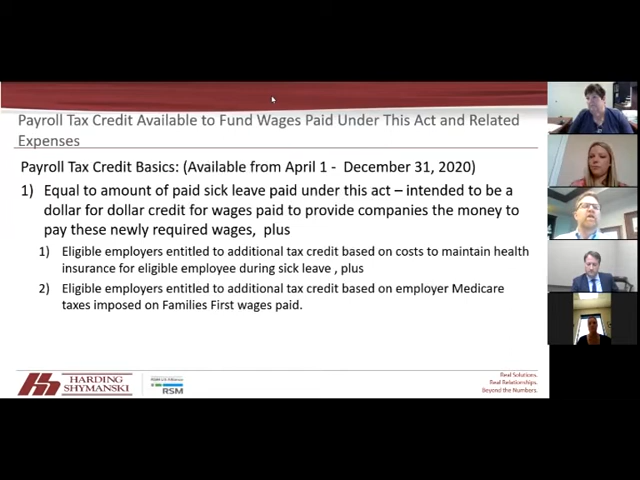 Payroll Tax Credit Available to Fund Wages Paid Under This Act and Related
Expenses
Payroll Tax Credit Basics: (Available from April 1 - December 31, 2020)
1) Equal to amount of paid sick leave paid under this act – intended to be a
dollar for dollar credit for wages paid to provide companies the money to
pay these newly required wages, plus
1) Eligible employers entitled to additional tax credit based on costs to maintain health
insurance for eligible employee during sick leave , plus
2) Eligible employers entitled to additional tax credit based on employer Medicare
taxes imposed on Families First wages paid.
HARDING
SHYMANSKI
RSM US Alliance
RSM
Real Solutions.
Real Relationships.
Beyond the Numbers.